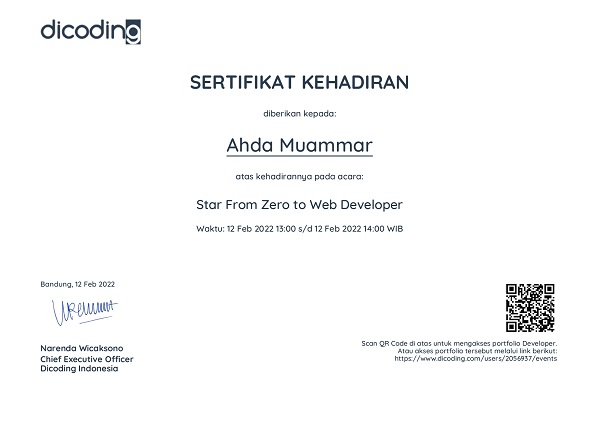 dicoding
SERTIFIKAT KEHADIRAN
diberikan kepada:
Ahda Muammar
atas kehadirannya pada acara:
Star From Zero to Web Developer
Waktu: 12 Feb 2022 13:00 s/d 12 Feb 2022 14:00 WIB
Bandung, 12 Feb 2022
Narenda Wicaksono
Chief Executive Officer
Dicoding Indonesia
Scan QR Code di atas untuk mengakses portfolio Developer.
Atau akses portfolio tersebut melalui link berikut:
https://www.dicoding.com/users/2056937/events